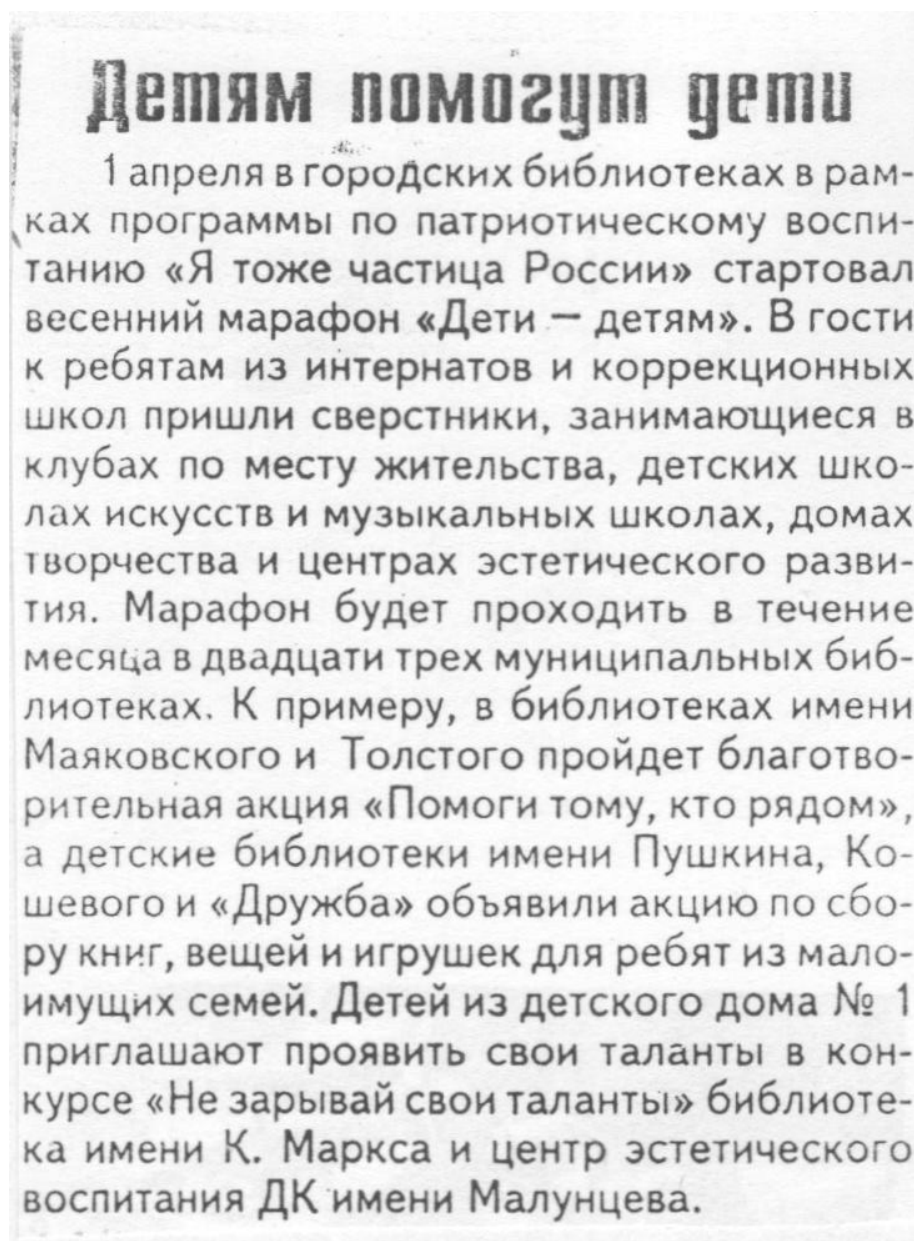 Детям помогут дети
1 апреля в городских библиотеках в рам-
ках программы по патриотическому воспи-
танию «Я тоже частица России» стартовал
весенний марафон «Дети – детям». В гости
к ребятам из интернатов и коррекционных
школ пришли сверстники, занимающиеся в
клубах по месту жительства, детских шко-
лах искусств и музыкальных школах, домах
творчества и центрах эстетического разви-
тия. Марафон будет проходить в течение
месяца в двадцати трех муниципальных биб-
лиотеках. К примеру, в библиотеках имени
Маяковского и Толстого пройдет благотво-
рительная акция «Помоги тому, кто рядом»,
а детские библиотеки имени Пушкина, Ко-
шевого и «Дружба» объявили акцию по сбо-
ру книг, вещей и игрушек для ребят из мало-
имущих семей. Детей из детского дома № 1
приглашают проявить свои таланты в кон-
курсе «Не зарывай свои таланты» библиоте-
ка имени К. Маркса и центр эстетического
воспитания ДК имени Малунцева.